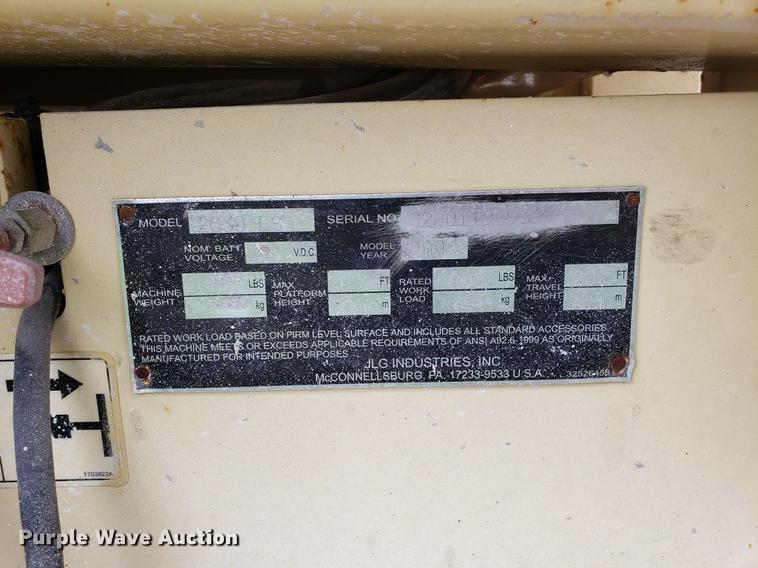 MODEL SERIAL NO
NOM. BATT. VOLTAGE V.D.C. MODEL YEAR
MACHINE WEIGHT LBS kg MAX. PLATFORM HEIGHT FT m RATED WORK LOAD LBS kg MAX. TRAVEL HEIGHT FT m
RATED WORK LOAD BASED ON FIRM LEVEL SURFACE AND INCLUDES ALL STANDARD ACCESSORIES.
THIS MACHINE MEETS OR EXCEEDS APPLICABLE REQUIREMENTS OF ANSI A92.6-1999 AS ORIGINALLY
MANUFACTURED FOR INTENDED PURPOSES.
JLG INDUSTRIES, INC.
McCONNELLSBURG, PA. 17233-9533 U.S.A.
1703822A
Purple Wave Auction